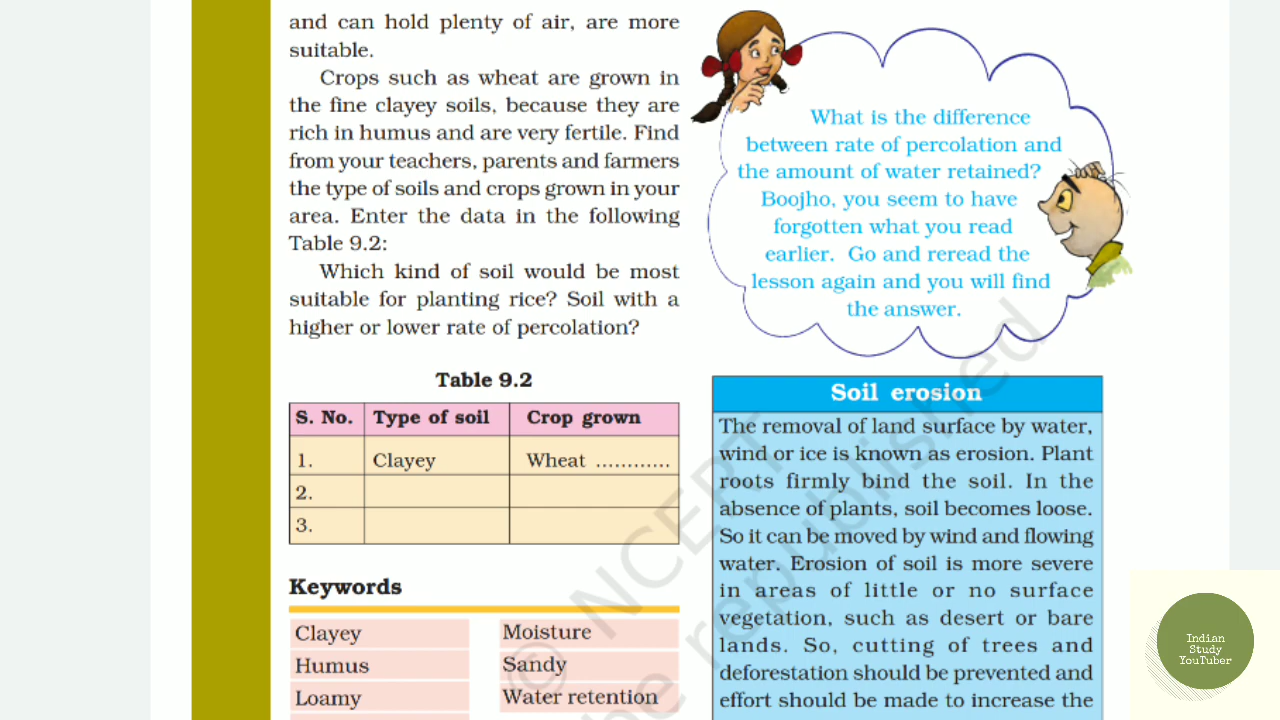 and can hold plenty of air, are more
suitable.
Crops such as wheat are grown in
the fine clayey soils, because they are
rich in humus and are very fertile. Find
from your teachers, parents and farmers
the type of soils and crops grown in your
area. Enter the data in the following
Table 9.2:
Which kind of soil would be most
suitable for planting rice? Soil with a
higher or lower rate of percolation?
Table 9.2
S. No. Type of soil Crop grown
1. Clayey Wheat ............
2.
3.
Keywords
Clayey Moisture
Humus Sandy
Loamy Water retention
What is the difference
between rate of percolation and
the amount of water retained?
Boojho, you seem to have
forgotten what you read
earlier. Go and reread the
lesson again and you will find
the answer.
Soil erosion
The removal of land surface by water,
wind or ice is known as erosion. Plant
roots firmly bind the soil. In the
absence of plants, soil becomes loose.
So it can be moved by wind and flowing
water. Erosion of soil is more severe
in areas of little or no surface
vegetation, such as desert or bare
lands. So, cutting of trees and
deforestation should be prevented and
effort should be made to increase the
© NCERT
be republished
Indian
Study
YouTuber